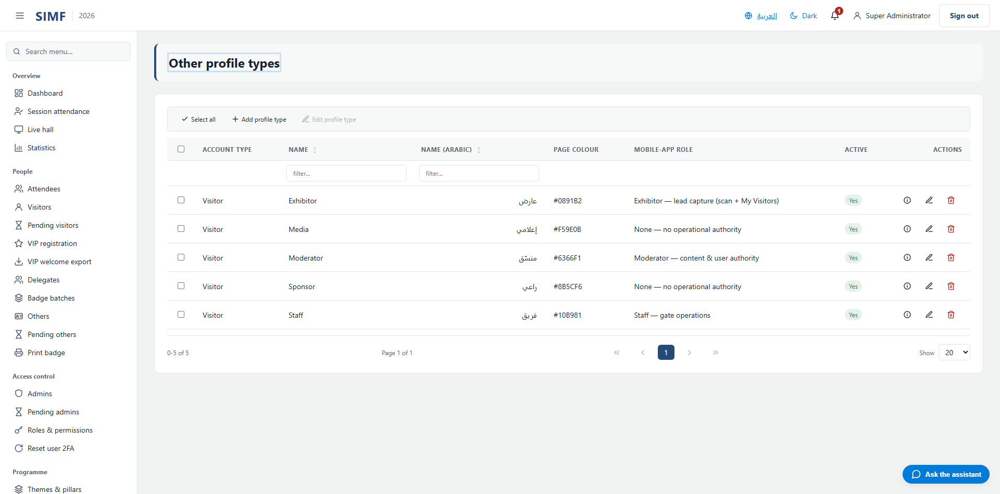 SIMF 2026
العربية Dark 1 Super Administrator Sign out
Search menu...
Overview
Dashboard
Session attendance
Live hall
Statistics
People
Attendees
Visitors
Pending visitors
VIP registration
VIP welcome export
Delegates
Badge batches
Others
Pending others
Print badge
Access control
Admins
Pending admins
Roles & permissions
Reset user 2FA
Programme
Themes & pillars
Other profile types
Select all Add profile type Edit profile type
ACCOUNT TYPE NAME NAME (ARABIC) PAGE COLOUR MOBILE-APP ROLE ACTIVE ACTIONS
filter... filter...
Visitor Exhibitor عارض #0891B2 Exhibitor — lead capture (scan + My Visitors) Yes
Visitor Media إعلامي #F59E0B None — no operational authority Yes
Visitor Moderator منسّق #6366F1 Moderator — content & user authority Yes
Visitor Sponsor راعي #8B5CF6 None — no operational authority Yes
Visitor Staff فريق #10B981 Staff — gate operations Yes
0-5 of 5 Page 1 of 1 « ‹ 1 › » Show 20
Ask the assistant